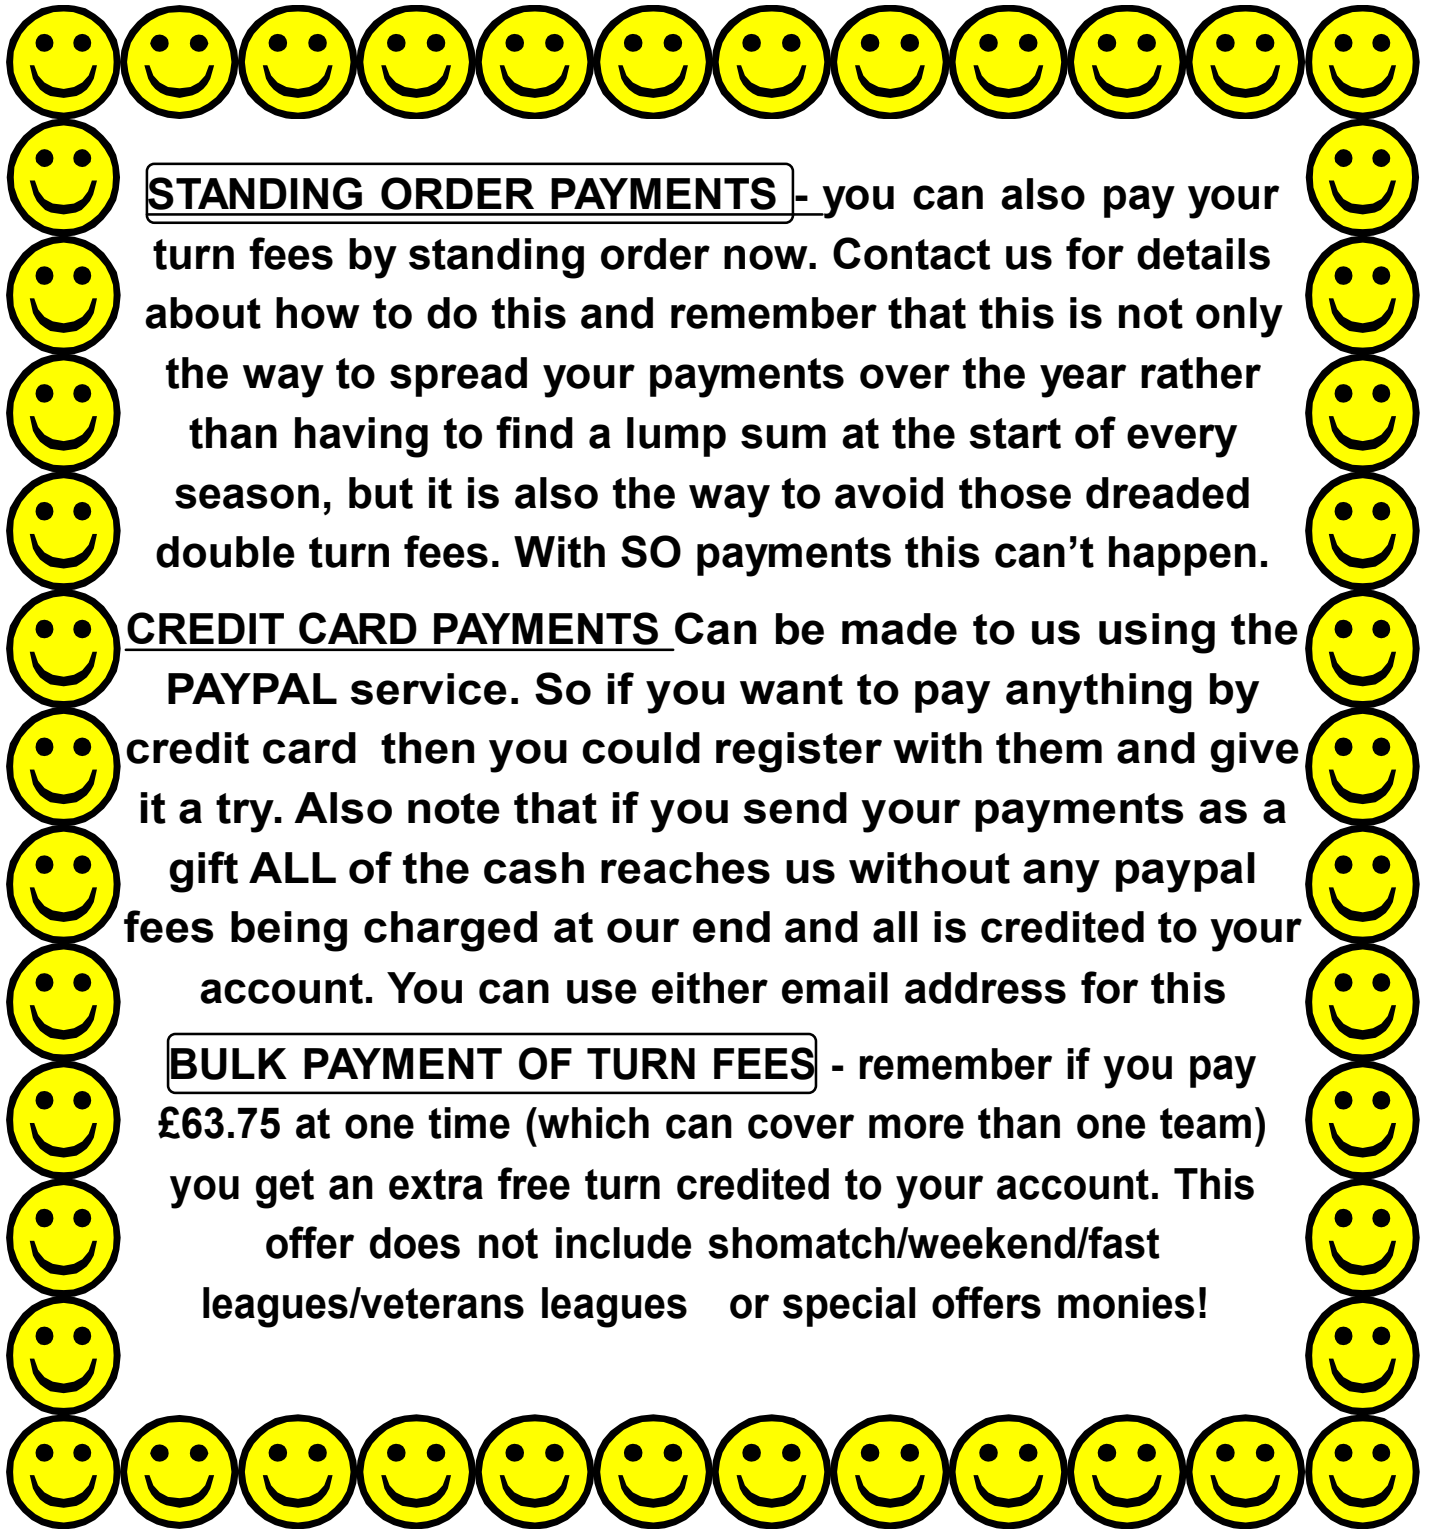 STANDING ORDER PAYMENTS - you can also pay your
turn fees by standing order now. Contact us for details
about how to do this and remember that this is not only
the way to spread your payments over the year rather
than having to find a lump sum at the start of every
season, but it is also the way to avoid those dreaded
double turn fees. With SO payments this can’t happen.
CREDIT CARD PAYMENTS Can be made to us using the
PAYPAL service. So if you want to pay anything by
credit card then you could register with them and give
it a try. Also note that if you send your payments as a
gift ALL of the cash reaches us without any paypal
fees being charged at our end and all is credited to your
account. You can use either email address for this
BULK PAYMENT OF TURN FEES - remember if you pay
£63.75 at one time (which can cover more than one team)
you get an extra free turn credited to your account. This
offer does not include shomatch/weekend/fast
leagues/veterans leagues or special offers monies!